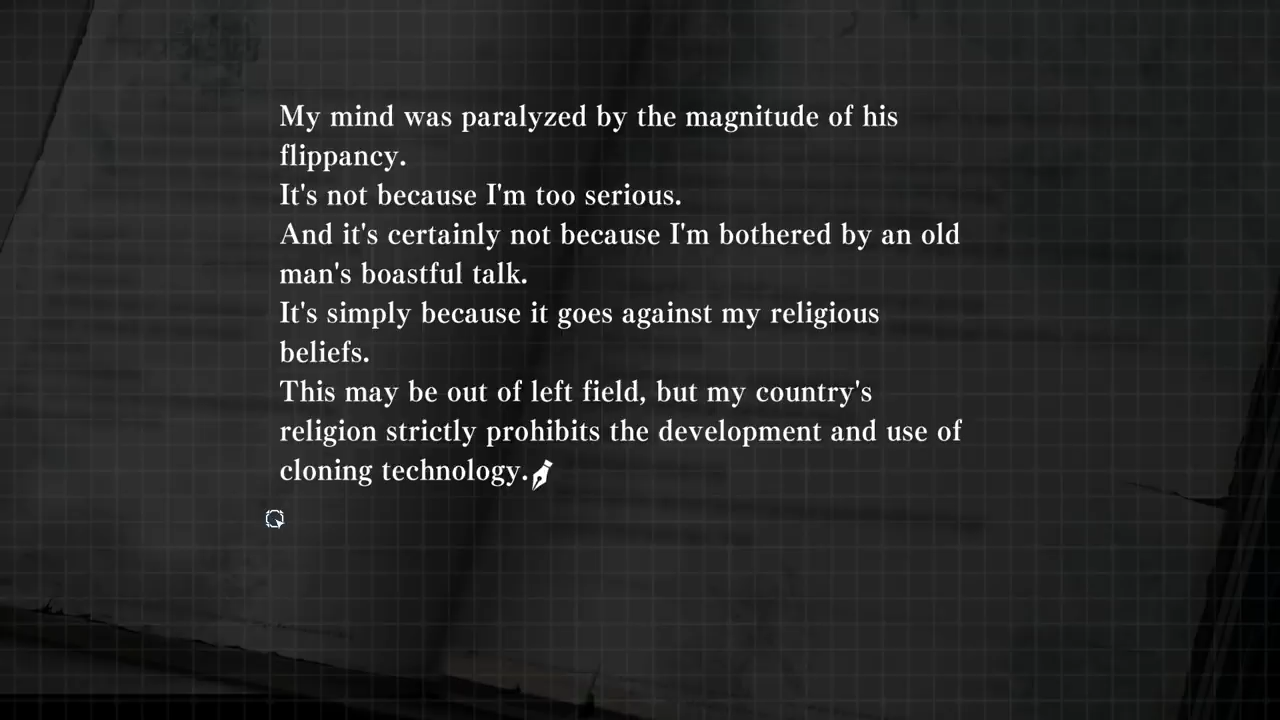 My mind was paralyzed by the magnitude of his
flippancy.
It's not because I'm too serious.
And it's certainly not because I'm bothered by an old
man's boastful talk.
It's simply because it goes against my religious
beliefs.
This may be out of left field, but my country's
religion strictly prohibits the development and use of
cloning technology.